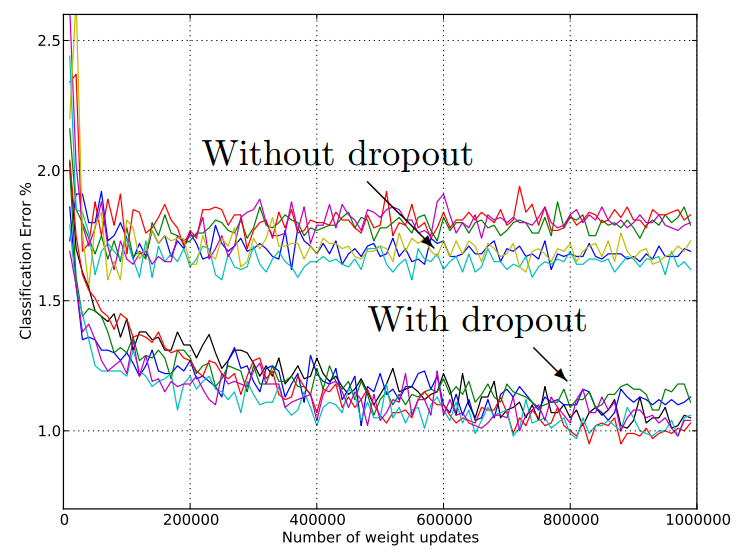 2.5
Without dropout
2.0
Classification Error %
1.5
With dropout
1.0
0 200000 400000 600000 800000 1000000
Number of weight updates